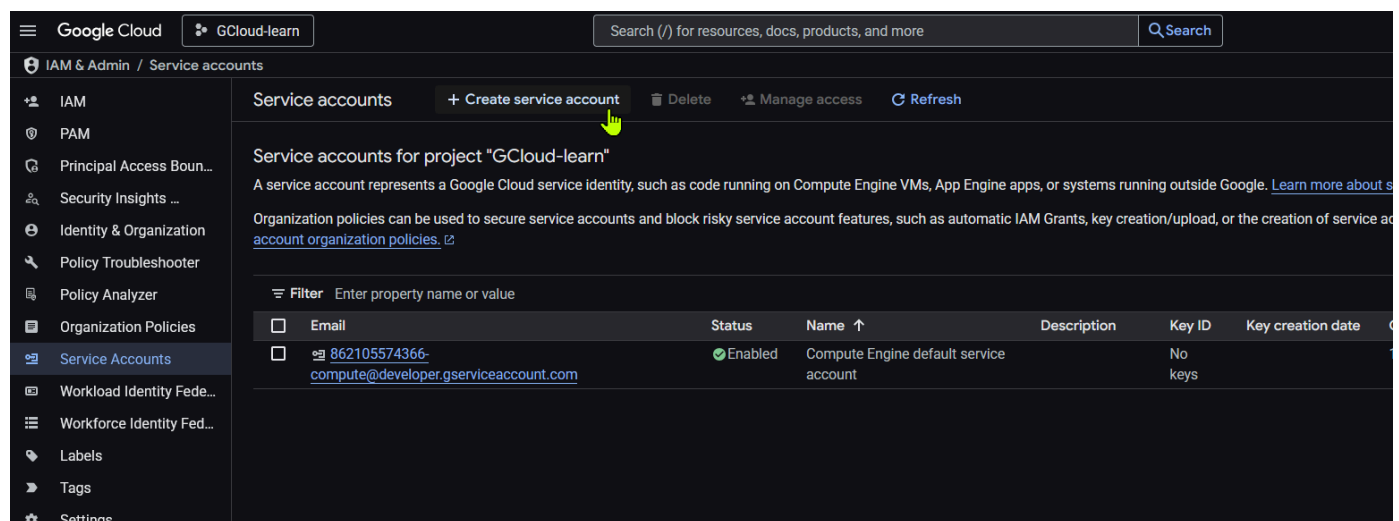 Google Cloud
GCloud-learn
Search (/) for resources, docs, products, and more
Search
IAM & Admin / Service accounts
IAM
PAM
Principal Access Boun...
Security Insights ...
Identity & Organization
Policy Troubleshooter
Policy Analyzer
Organization Policies
Service Accounts
Workload Identity Fede...
Workforce Identity Fed...
Labels
Tags
Settings
Service accounts + Create service account Delete Manage access Refresh
Service accounts for project "GCloud-learn"
A service account represents a Google Cloud service identity, such as code running on Compute Engine VMs, App Engine apps, or systems running outside Google. Learn more about s
Organization policies can be used to secure service accounts and block risky service account features, such as automatic IAM Grants, key creation/upload, or the creation of service ac
account organization policies.
Filter Enter property name or value
Email Status Name ↑ Description Key ID Key creation date
862105574366- Enabled Compute Engine default service No
compute@developer.gserviceaccount.com account keys